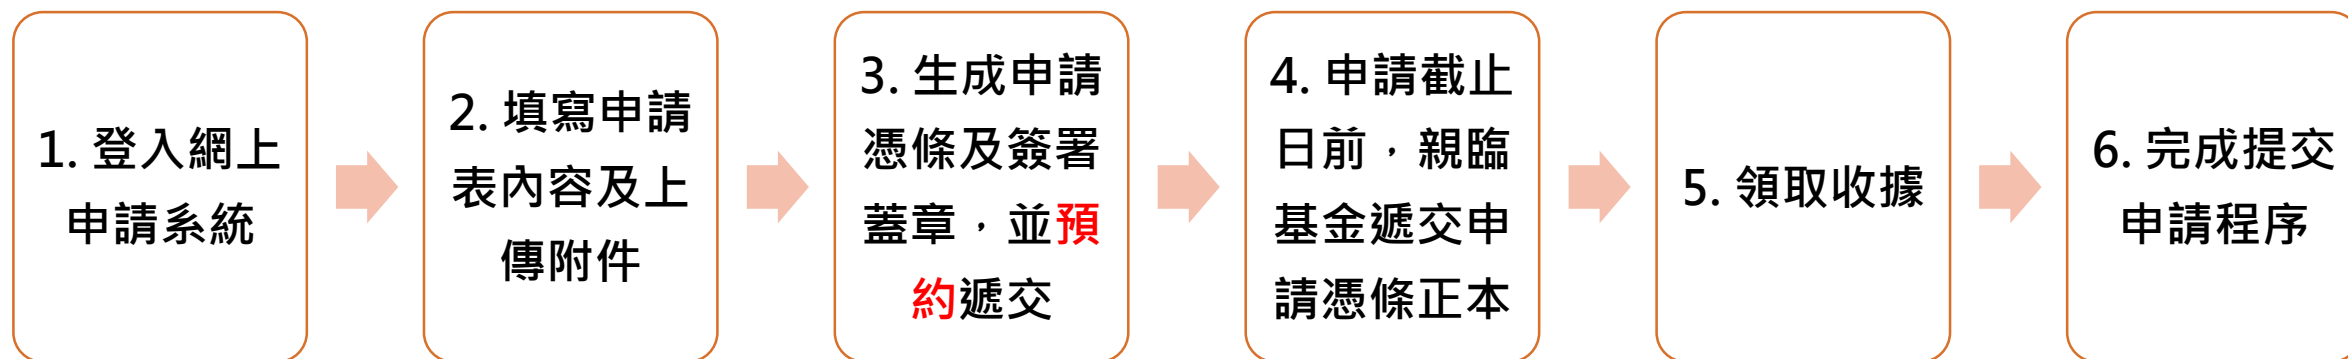 1. 登入網上
申請系統
2. 填寫申請
表內容及上
傳附件
3. 生成申請
憑條及簽署
蓋章，並預
約遞交
4. 申請截止
日前，親臨
基金遞交申
請憑條正本
5. 領取收據
6. 完成提交
申請程序